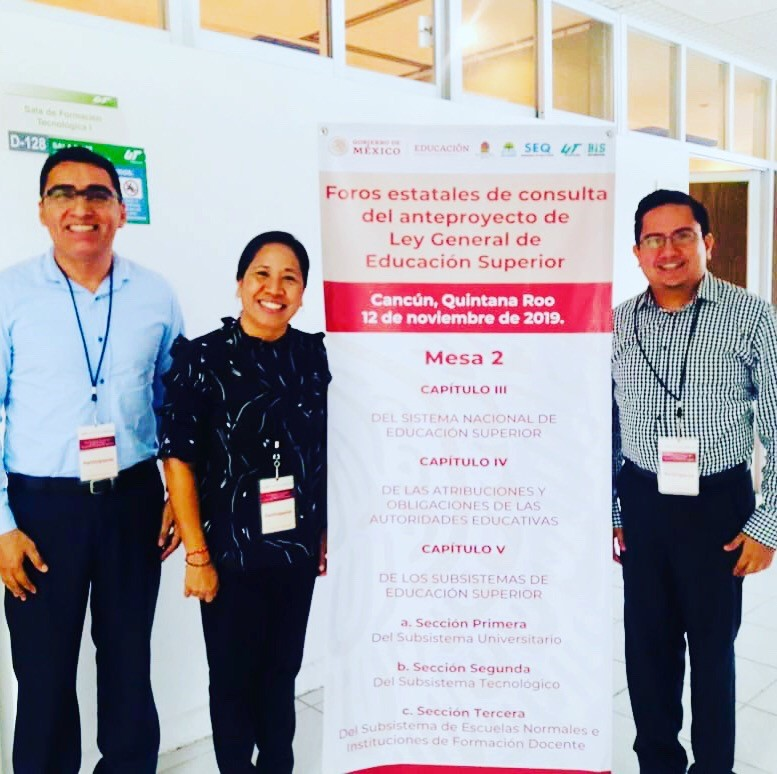 Sala de Formación
Tecnológica I
D-128
GOBIERNO DE
MÉXICO
EDUCACIÓN
SEQ
UT
BIS
Foros estatales de consulta
del anteproyecto de
Ley General de
Educación Superior
Cancún, Quintana Roo
12 de noviembre de 2019.
Mesa 2
CAPÍTULO III
DEL SISTEMA NACIONAL DE
EDUCACIÓN SUPERIOR
CAPÍTULO IV
DE LAS ATRIBUCIONES Y
OBLIGACIONES DE LAS
AUTORIDADES EDUCATIVAS
CAPÍTULO V
DE LOS SUBSISTEMAS DE
EDUCACIÓN SUPERIOR
a. Sección Primera
Del Subsistema Universitario
b. Sección Segunda
Del Subsistema Tecnológico
c. Sección Tercera
Del Subsistema de Escuelas Normales e
Instituciones de Formación Docente